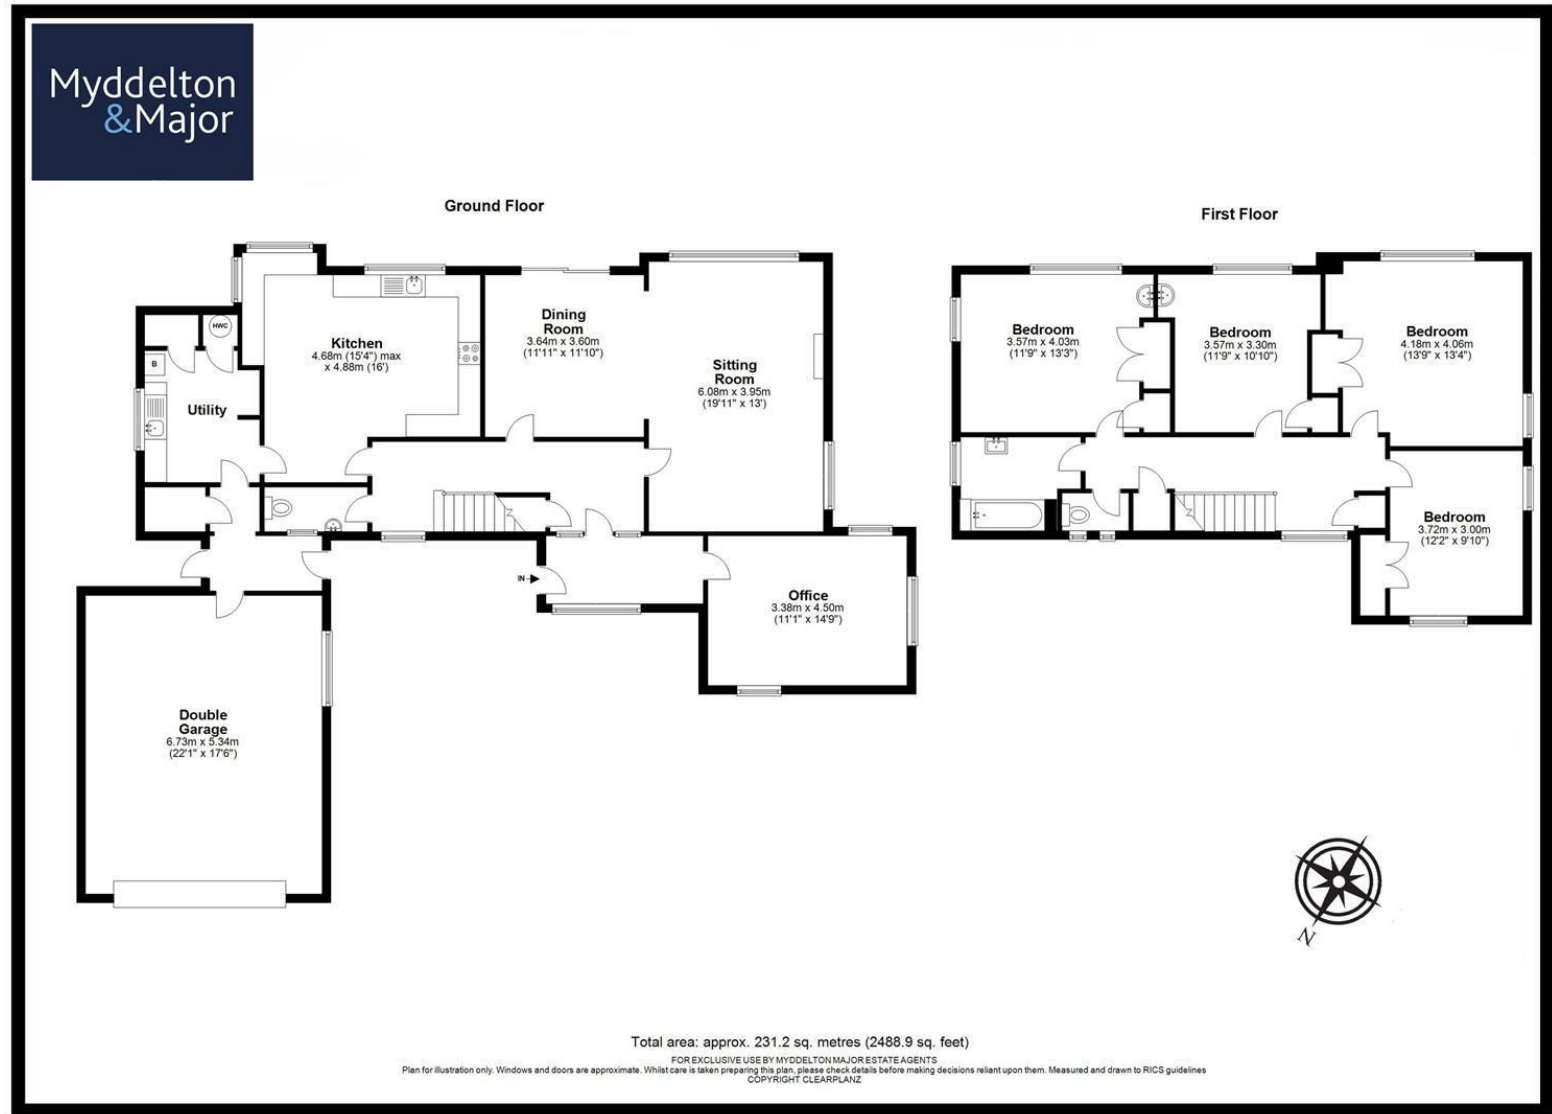 Myddelton
&Major
Ground Floor
First Floor
HWC
B
Utility
Kitchen
4.68m (15'4") max
x 4.88m (16')
Dining
Room
3.64m x 3.60m
(11'11" x 11'10")
Sitting
Room
6.08m x 3.95m
(19'11" x 13')
IN
Office
3.38m x 4.50m
(11'1" x 14'9")
Double
Garage
6.73m x 5.34m
(22'1" x 17'6")
Bedroom
3.57m x 4.03m
(11'9" x 13'3")
Bedroom
3.57m x 3.30m
(11'9" x 10'10")
Bedroom
4.18m x 4.06m
(13'9" x 13'4")
Bedroom
3.72m x 3.00m
(12'2" x 9'10")
N
Total area: approx. 231.2 sq. metres (2488.9 sq. feet)
FOR EXCLUSIVE USE BY MYDDELTON MAJOR ESTATE AGENTS
Plan for illustration only. Windows and doors are approximate. Whilst care is taken preparing this plan, please check details before making decisions reliant upon them. Measured and drawn to RICS guidelines
COPYRIGHT CLEARPLANZ